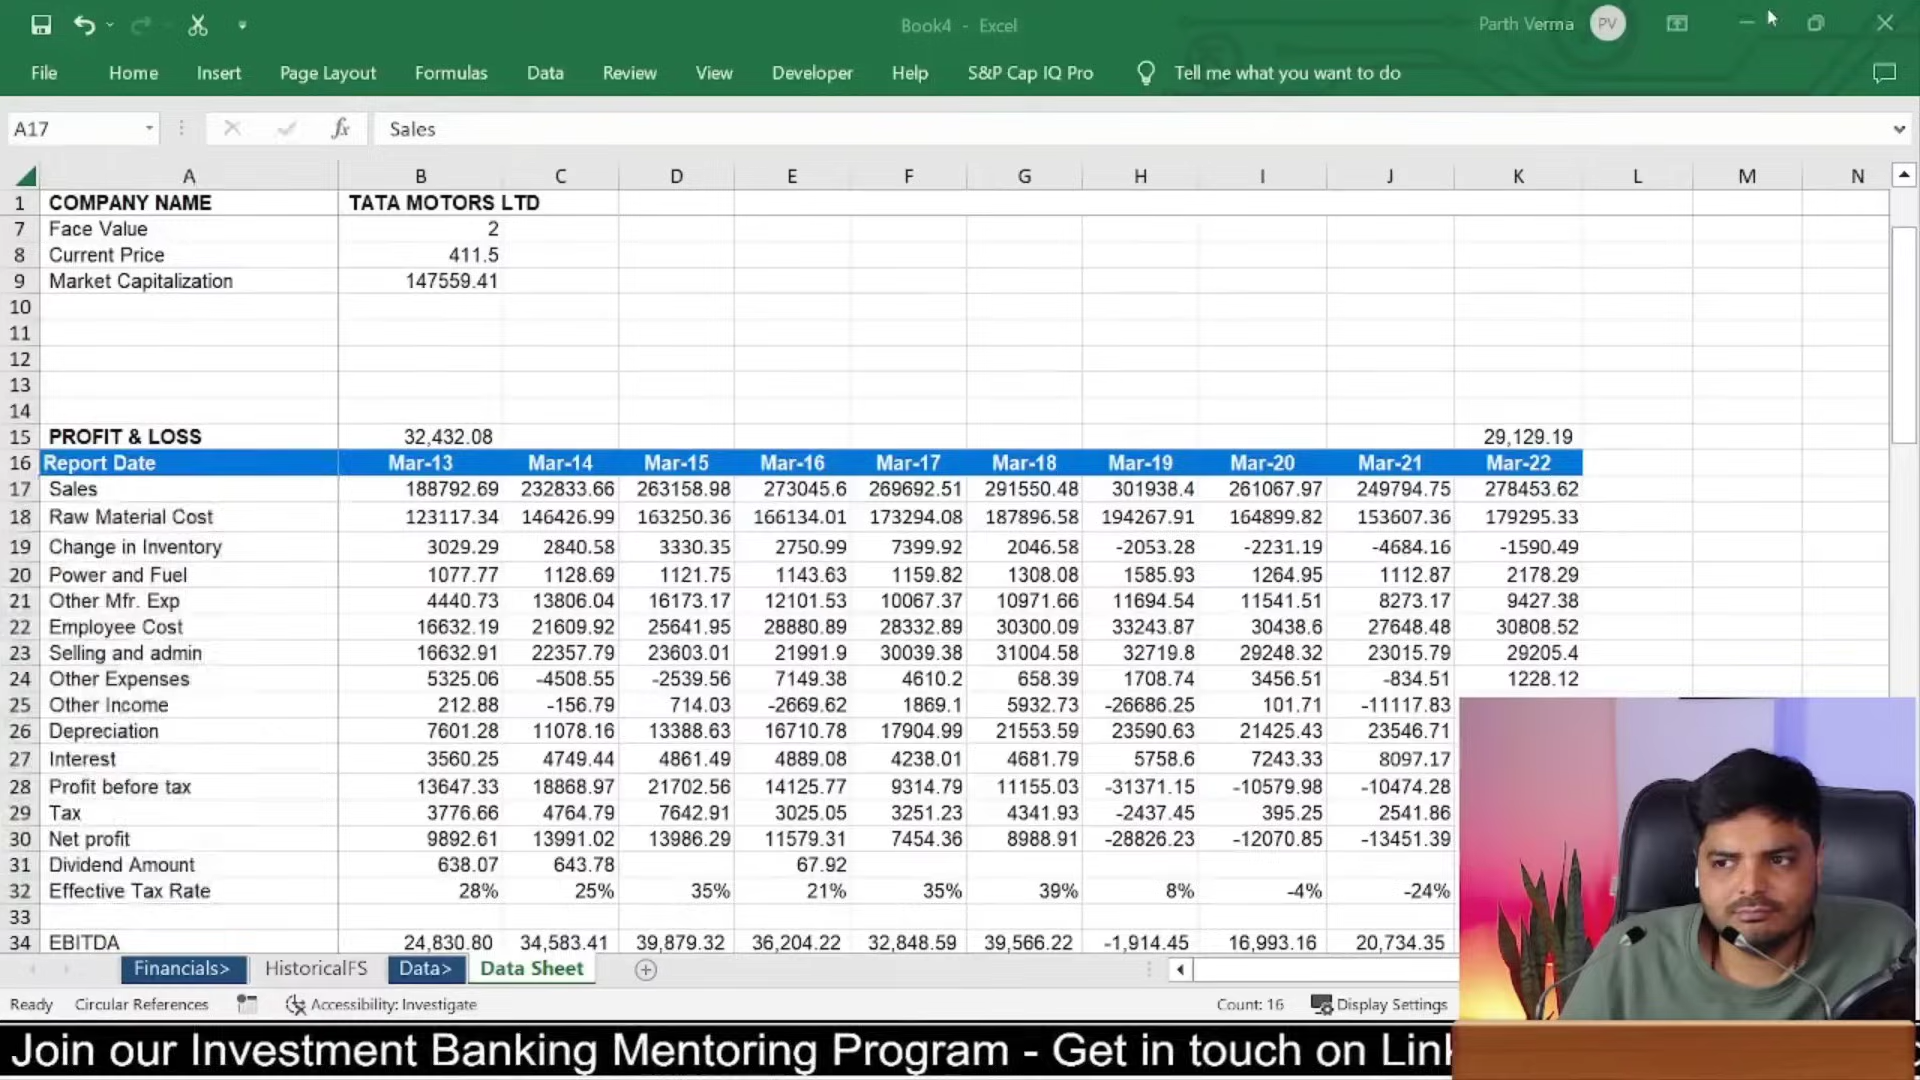 Book4 - Excel
Parth Verma PV
File Home Insert Page Layout Formulas Data Review View Developer Help S&P Cap IQ Pro Tell me what you want to do
A17 fx Sales
A B C D E F G H I J K L M N
1 COMPANY NAME TATA MOTORS LTD
7 Face Value 2
8 Current Price 411.5
9 Market Capitalization 147559.41
10
11
12
13
14
15 PROFIT & LOSS 32,432.08 29,129.19
16 Report Date Mar-13 Mar-14 Mar-15 Mar-16 Mar-17 Mar-18 Mar-19 Mar-20 Mar-21 Mar-22
17 Sales 188792.69 232833.66 263158.98 273045.6 269692.51 291550.48 301938.4 261067.97 249794.75 278453.62
18 Raw Material Cost 123117.34 146426.99 163250.36 166134.01 173294.08 187896.58 194267.91 164899.82 153607.36 179295.33
19 Change in Inventory 3029.29 2840.58 3330.35 2750.99 7399.92 2046.58 -2053.28 -2231.19 -4684.16 -1590.49
20 Power and Fuel 1077.77 1128.69 1121.75 1143.63 1159.82 1308.08 1585.93 1264.95 1112.87 2178.29
21 Other Mfr. Exp 4440.73 13806.04 16173.17 12101.53 10067.37 10971.66 11694.54 11541.51 8273.17 9427.38
22 Employee Cost 16632.19 21609.92 25641.95 28880.89 28332.89 30300.09 33243.87 30438.6 27648.48 30808.52
23 Selling and admin 16632.91 22357.79 23603.01 21991.9 30039.38 31004.58 32719.8 29248.32 23015.79 29205.4
24 Other Expenses 5325.06 -4508.55 -2539.56 7149.38 4610.2 658.39 1708.74 3456.51 -834.51 1228.12
25 Other Income 212.88 -156.79 714.03 -2669.62 1869.1 5932.73 -26686.25 101.71 -11117.83
26 Depreciation 7601.28 11078.16 13388.63 16710.78 17904.99 21553.59 23590.63 21425.43 23546.71
27 Interest 3560.25 4749.44 4861.49 4889.08 4238.01 4681.79 5758.6 7243.33 8097.17
28 Profit before tax 13647.33 18868.97 21702.56 14125.77 9314.79 11155.03 -31371.15 -10579.98 -10474.28
29 Tax 3776.66 4764.79 7642.91 3025.05 3251.23 4341.93 -2437.45 395.25 2541.86
30 Net profit 9892.61 13991.02 13986.29 11579.31 7454.36 8988.91 -28826.23 -12070.85 -13451.39
31 Dividend Amount 638.07 643.78 67.92
32 Effective Tax Rate 28% 25% 35% 21% 35% 39% 8% -4% -24%
33
34 EBITDA 24,830.80 34,583.41 39,879.32 36,204.22 32,848.59 39,566.22 -1,914.45 16,993.16 20,734.35
Financials> HistoricalFS Data> Data Sheet
Ready Circular References Accessibility: Investigate Count: 16 Display Settings
Join our Investment Banking Mentoring Program - Get in touch on Link